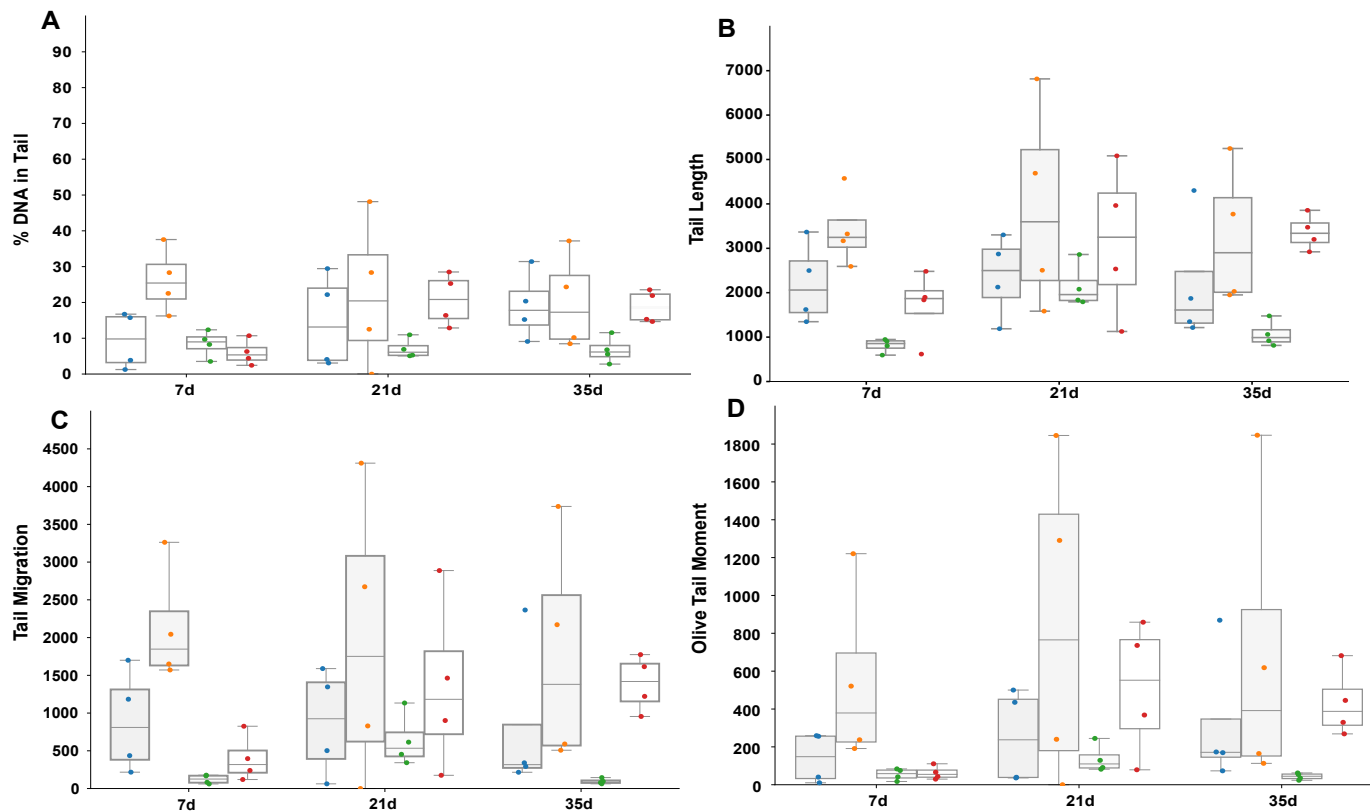 A
% DNA in Tail
90
80
70
60
50
40
30
20
10
0
7d
21d
35d
B
Tail Length
7000
6000
5000
4000
3000
2000
1000
0
7d
21d
35d
C
Tail Migration
4500
4000
3500
3000
2500
2000
1500
1000
500
0
7d
21d
35d
D
Olive Tail Moment
1800
1600
1400
1200
1000
800
600
400
200
0
7d
21d
35d